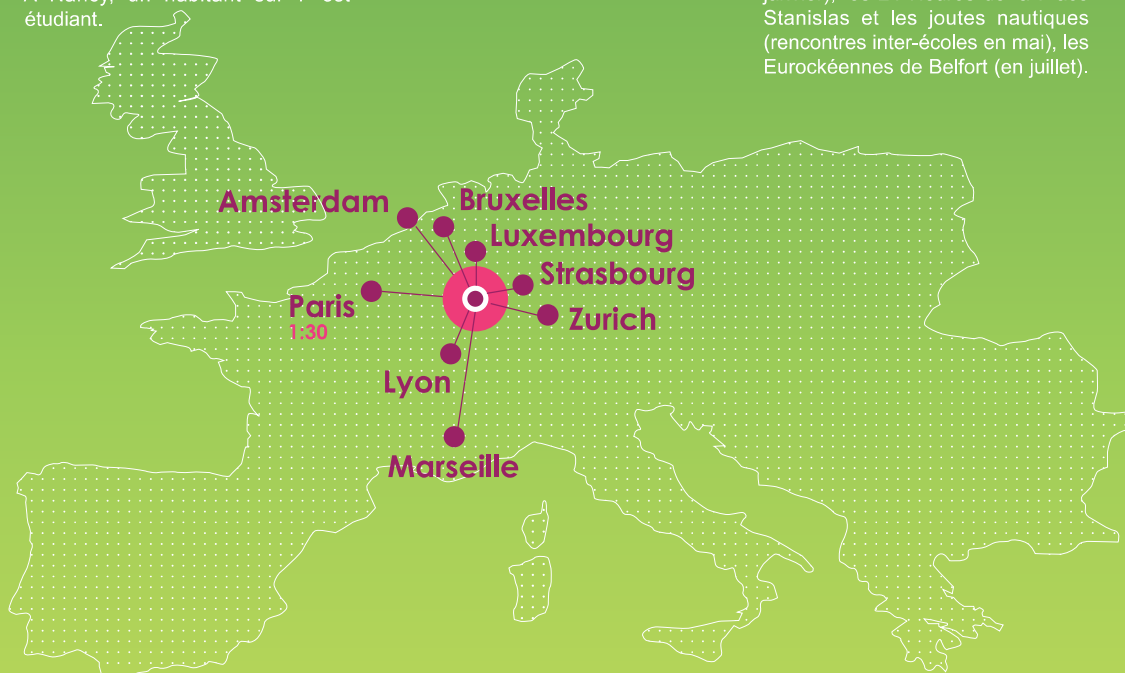 étudiant.
Stanislas et les joutes nautiques
(rencontres inter-écoles en mai), les
Eurockéennes de Belfort (en juillet).
Amsterdam
Bruxelles
Luxembourg
Strasbourg
Paris
1:30
Zurich
Lyon
Marseille